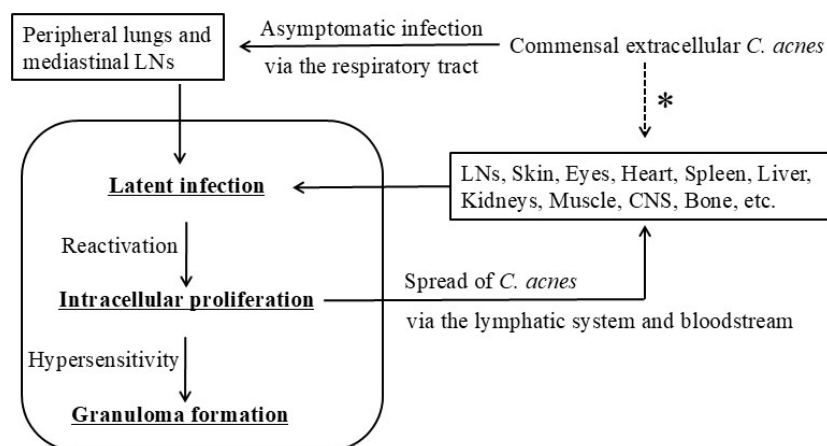 Peripheral lungs and
mediastinal LNs
Asymptomatic infection
via the respiratory tract
Commensal extracellular C. acnes
*
LNs, Skin, Eyes, Heart, Spleen, Liver,
Kidneys, Muscle, CNS, Bone, etc.
Latent infection
Reactivation
Intracellular proliferation
Spread of C. acnes
via the lymphatic system and bloodstream
Hypersensitivity
Granuloma formation